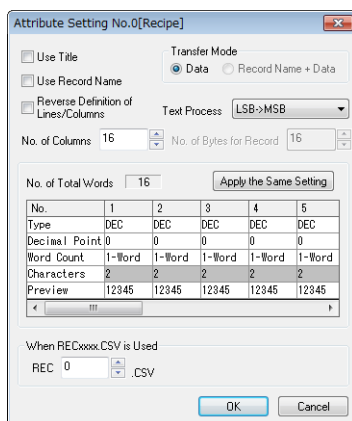 Attribute Setting No.0[Recipe]
Use Title
Use Record Name
Reverse Definition of
Lines/Columns
Transfer Mode
Data Record Name + Data
Text Process LSB->MSB
No. of Columns 16 No. of Bytes for Record 16
No. of Total Words 16 Apply the Same Setting
No. 1 2 3 4 5
Type DEC DEC DEC DEC DEC
Decimal Point 0 0 0 0 0
Word Count 1-Word 1-Word 1-Word 1-Word 1-Word
Characters 2 2 2 2 2
Preview 12345 12345 12345 12345 12345
When RECxxxx.CSV is Used
REC 0 .CSV
OK Cancel